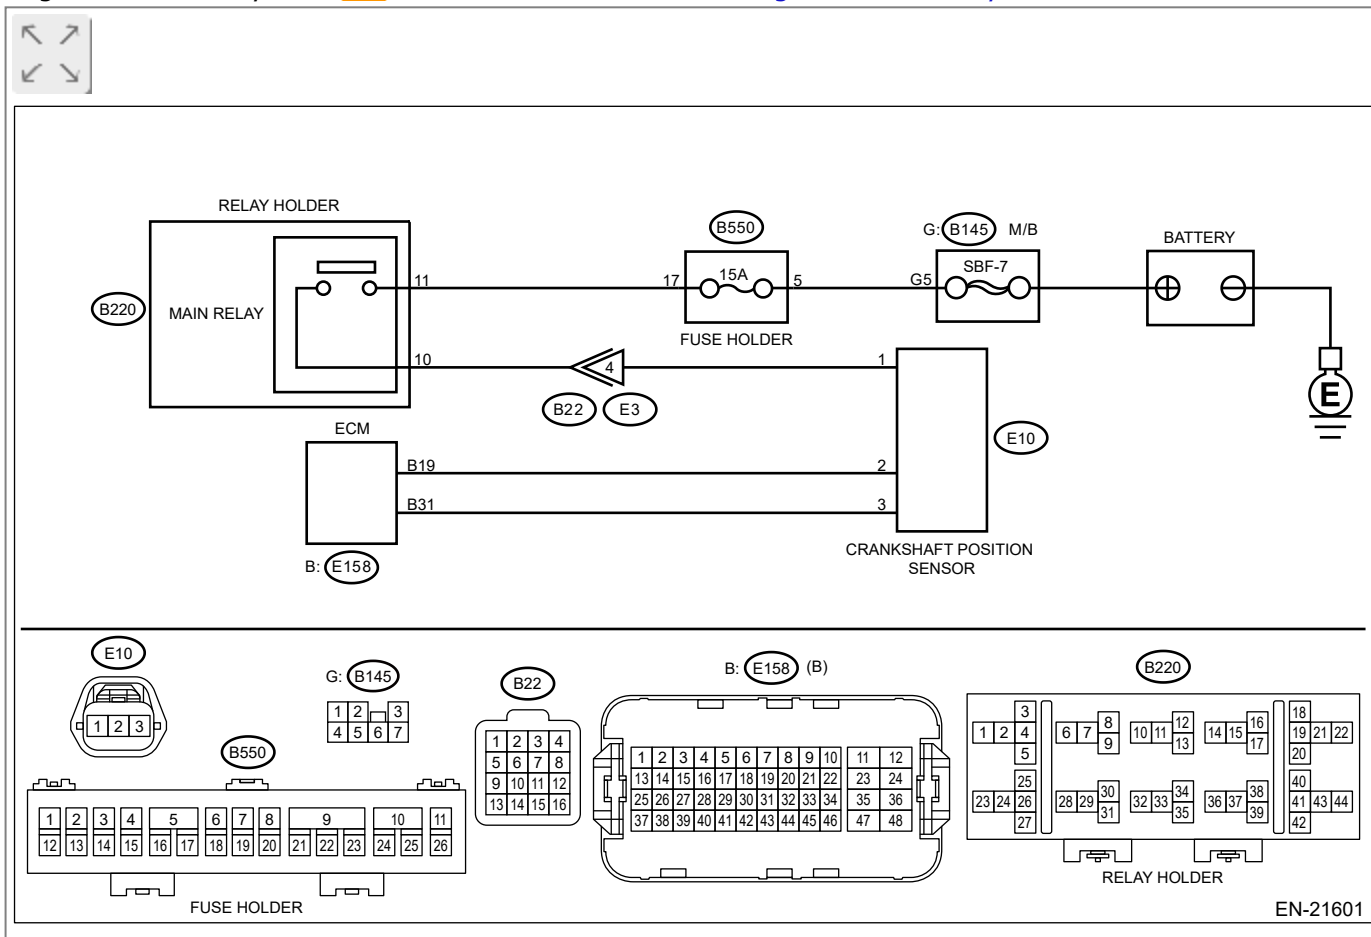 RELAY HOLDER
B550
G: B145 M/B
BATTERY
SBF-7
11
17
15A
5
G5
B220
MAIN RELAY
FUSE HOLDER
10
4
1
B22
E3
E
ECM
E10
B19
2
B31
3
CRANKSHAFT POSITION
SENSOR
B: E158
E10
G: B145
B22
B: E158 (B)
B220
1 2 3
1 2 3
4 5 6 7
B550
1 2 3 4
5 6 7 8
9 10 11 12
13 14 15 16
1 2 3 4 5 6 7 8 9 10 11 12
13 14 15 16 17 18 19 20 21 22 23 24
25 26 27 28 29 30 31 32 33 34 35 36
37 38 39 40 41 42 43 44 45 46 47 48
3 8 12 16 18
1 2 4 6 7 10 11 14 15 19 21 22
5 9 13 17 20
25 30 34 38 40
23 24 26 28 29 32 33 36 37 41 43 44
27 31 35 39 42
1 2 3 4 5 6 7 8 9 10 11
12 13 14 15 16 17 18 19 20 21 22 23 24 25 26
FUSE HOLDER
RELAY HOLDER
EN-21601